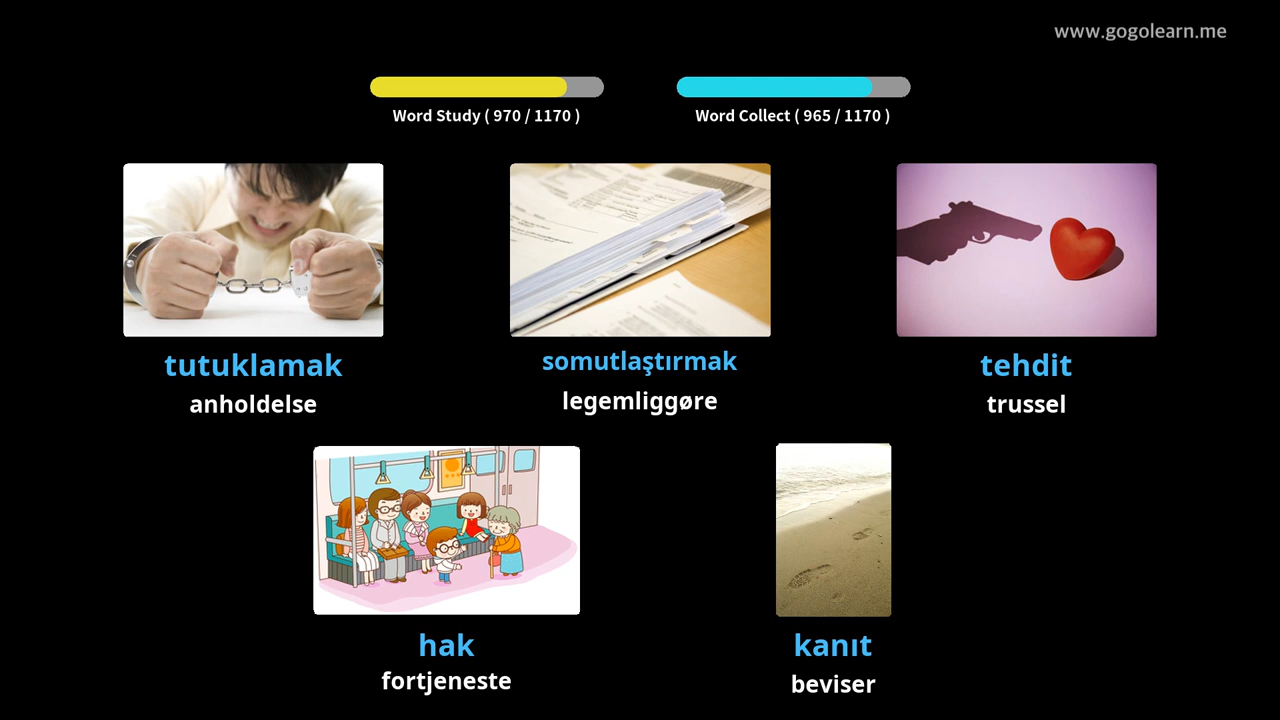 www.gogolearn.me
Word Study ( 970 / 1170 )
Word Collect ( 965 / 1170 )
tutuklamak
anholdelse
somutlaştırmak
legemliggøre
tehdit
trussel
hak
fortjeneste
kanıt
beviser